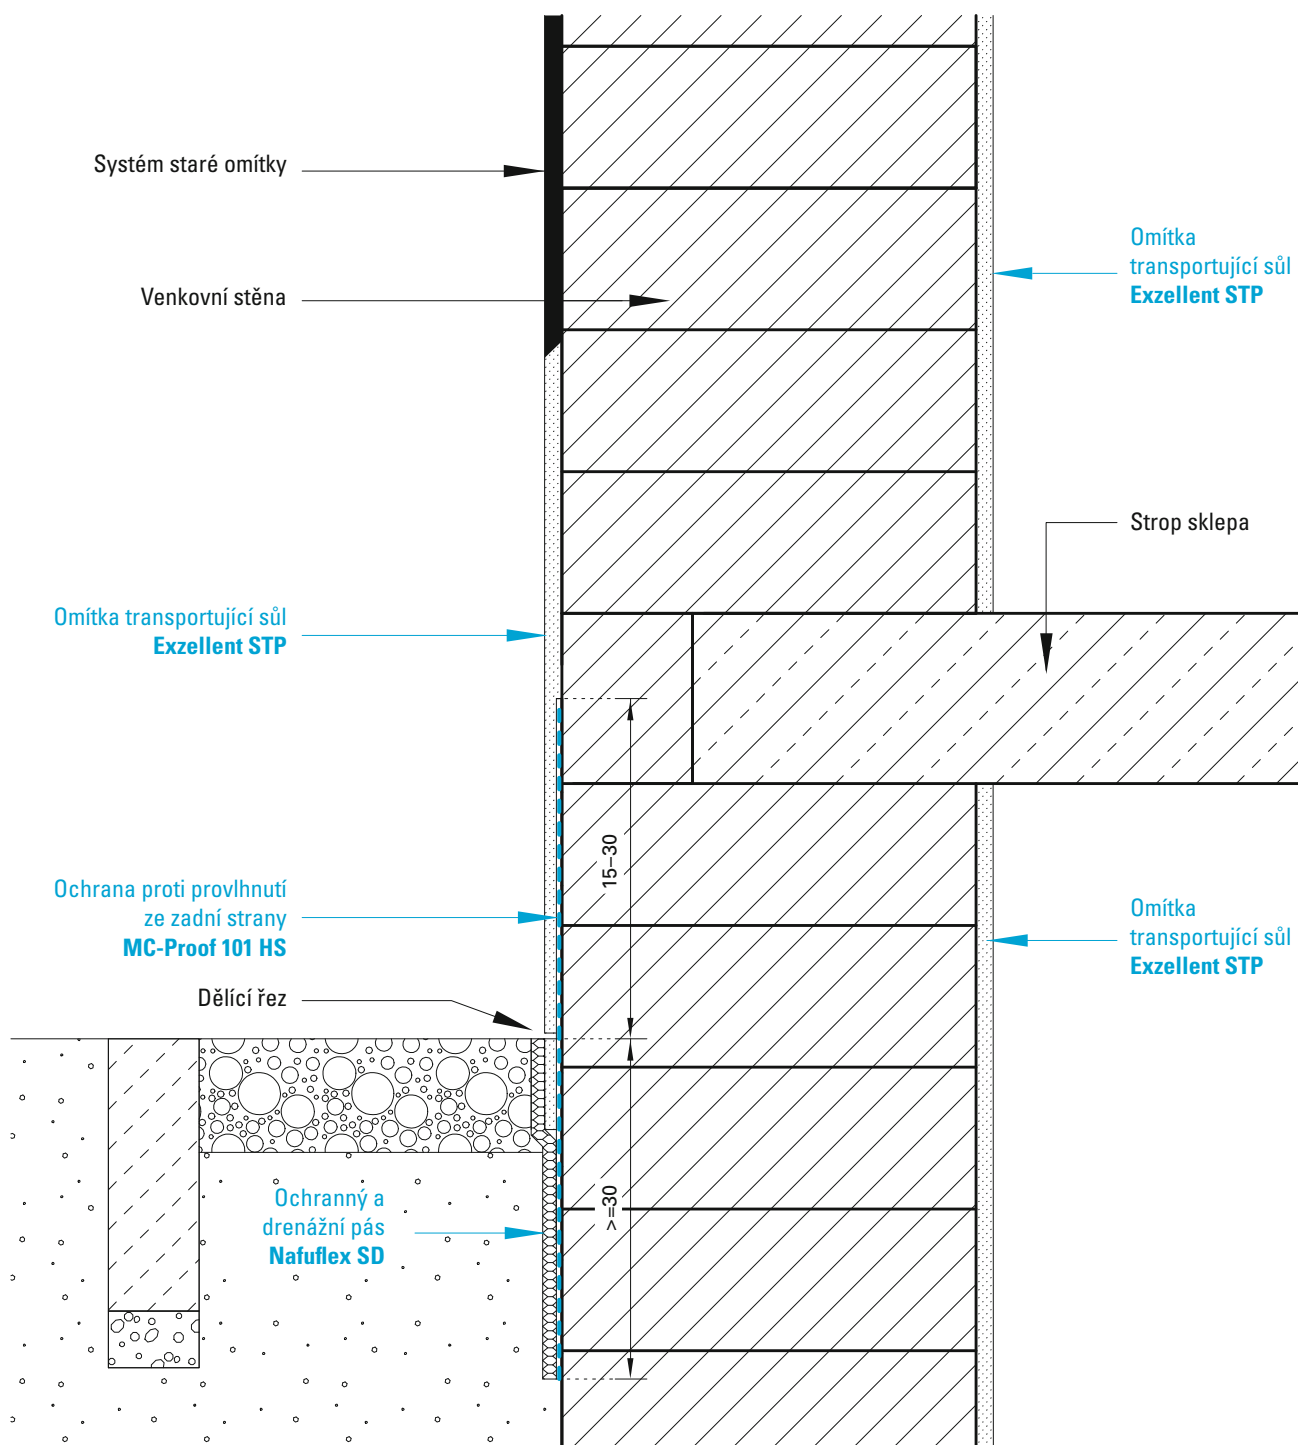 Systém staré omítky
Omítka
transportující sůl
Exzellent STP
Venkovní stěna
Strop sklepa
Omítka transportující sůl
Exzellent STP
15–30
Ochrana proti provlhnutí
ze zadní strany
MC-Proof 101 HS
Omítka
transportující sůl
Exzellent STP
Dělící řez
>=30
Ochranný a
drenážní pás
Nafuflex SD